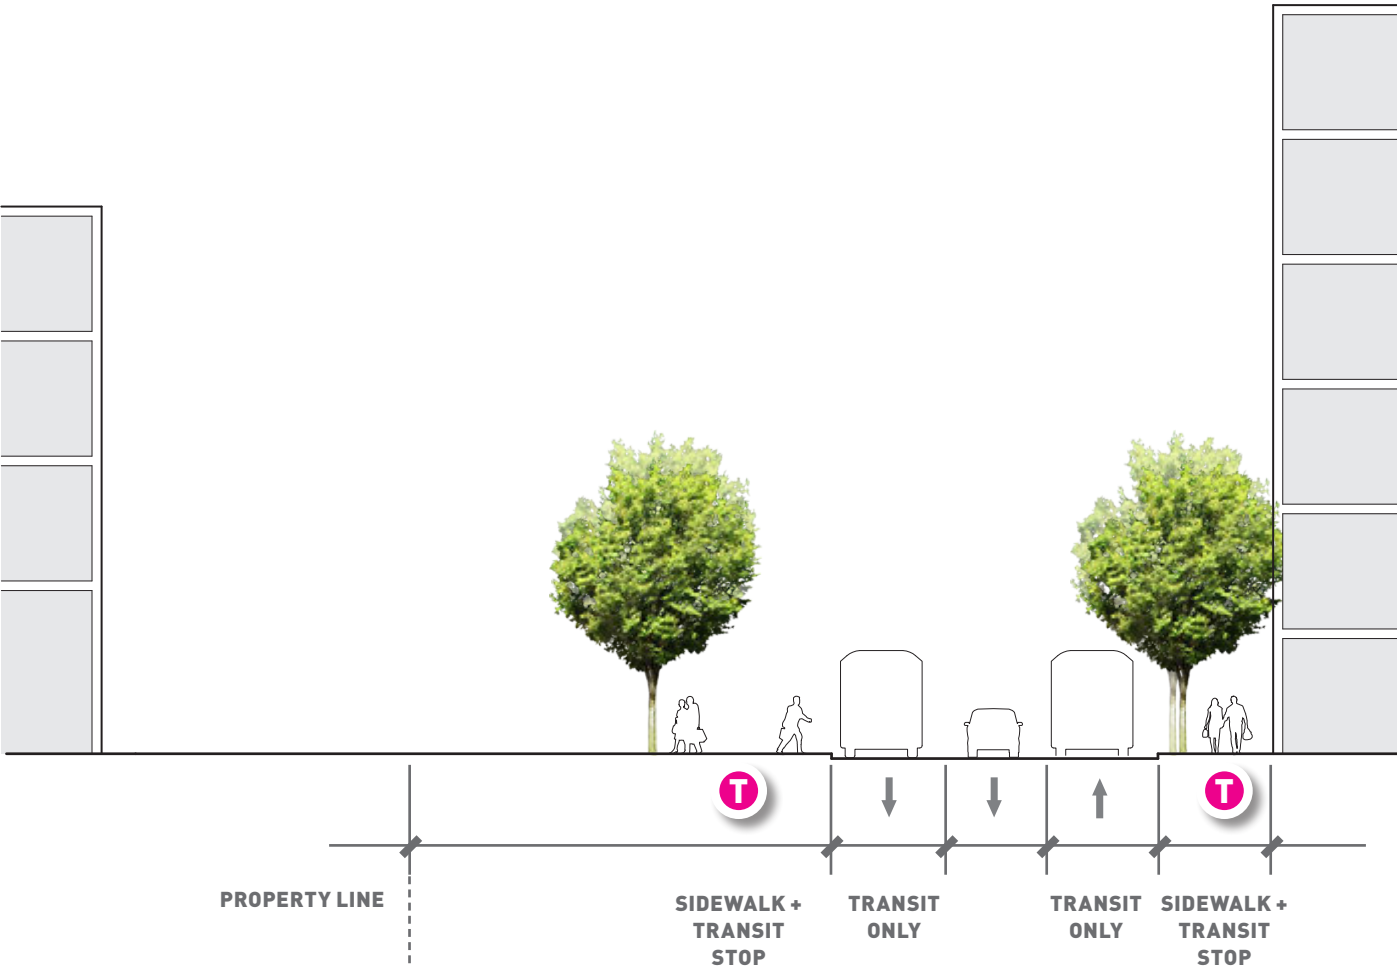 T
T
PROPERTY LINE
SIDEWALK +
TRANSIT
STOP
TRANSIT
ONLY
TRANSIT
ONLY
SIDEWALK +
TRANSIT
STOP